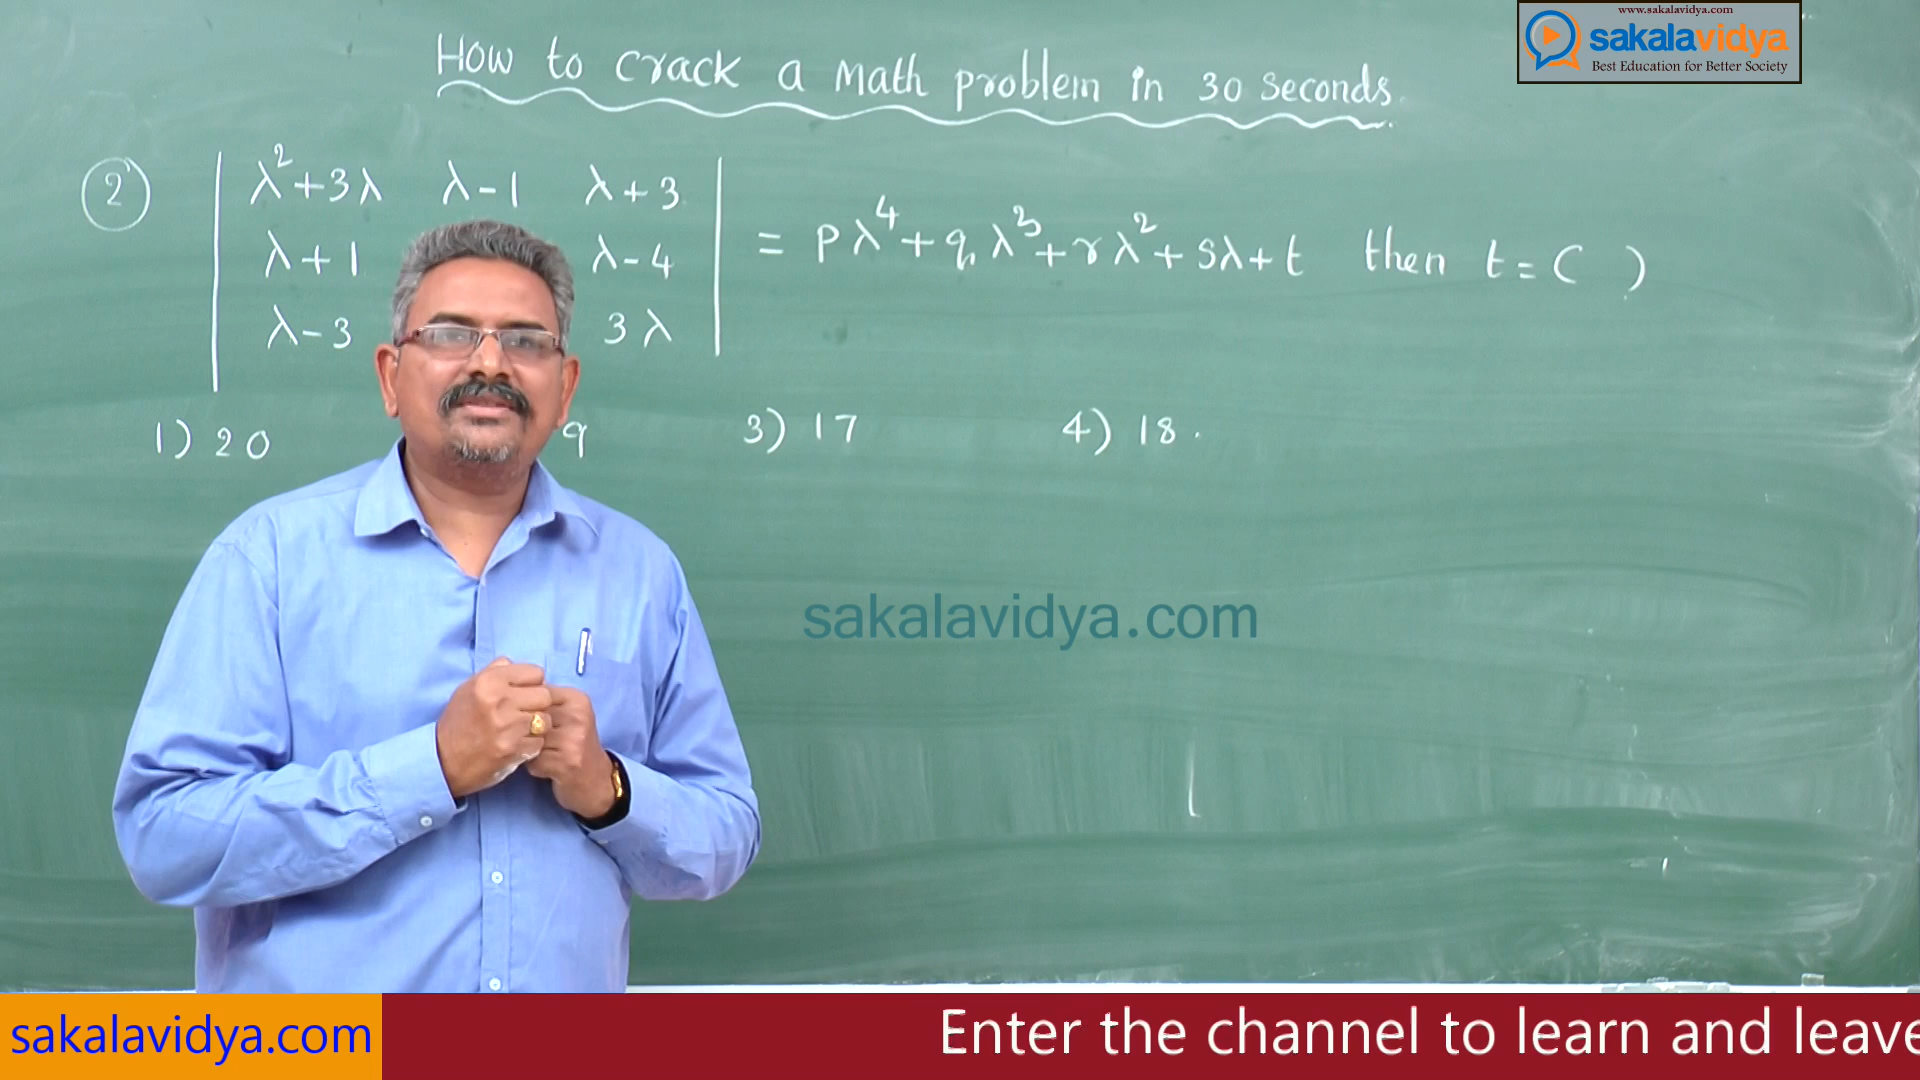 www.sakalavidya.com
sakalavidya
Best Education for Better Society
How to crack a math problem in 30 seconds.
2
λ²+3λ λ-1 λ+3
λ+1 λ-4
λ-3 3λ
= pλ⁴+qλ³+rλ²+sλ+t then t=( )
1) 20 9 3) 17 4) 18.
sakalavidya.com
sakalavidya.com
Enter the channel to learn and leave